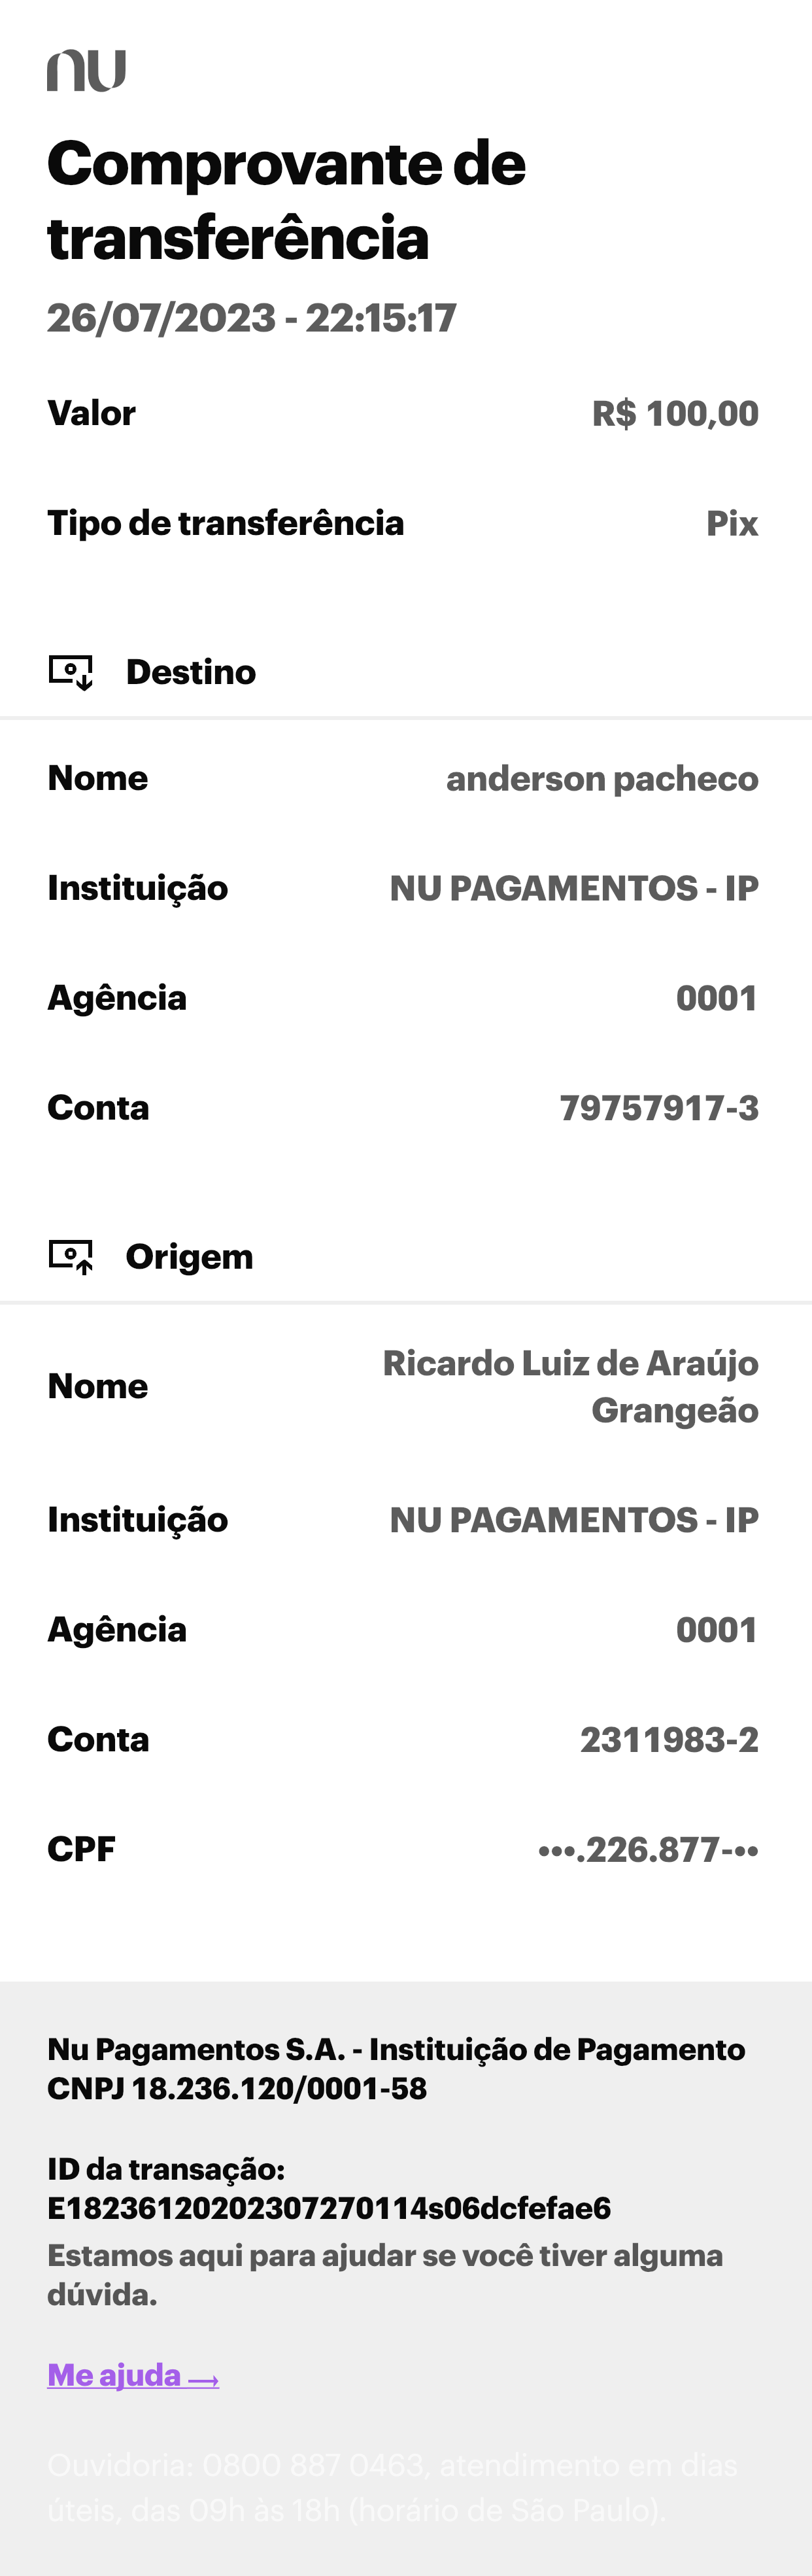 nu
Comprovante de
transferência
26/07/2023 - 22:15:17
Valor R$ 100,00
Tipo de transferência Pix
Destino
Nome anderson pacheco
Instituição NU PAGAMENTOS - IP
Agência 0001
Conta 79757917-3
Origem
Nome Ricardo Luiz de Araújo
Grangeão
Instituição NU PAGAMENTOS - IP
Agência 0001
Conta 2311983-2
CPF •••.226.877-••
Nu Pagamentos S.A. - Instituição de Pagamento
CNPJ 18.236.120/0001-58
ID da transação:
E18236120202307270114s06dcfefae6
Estamos aqui para ajudar se você tiver alguma
dúvida.
Me ajuda →
Ouvidoria: 0800 887 0463, atendimento em dias
úteis, das 09h às 18h (horário de São Paulo).